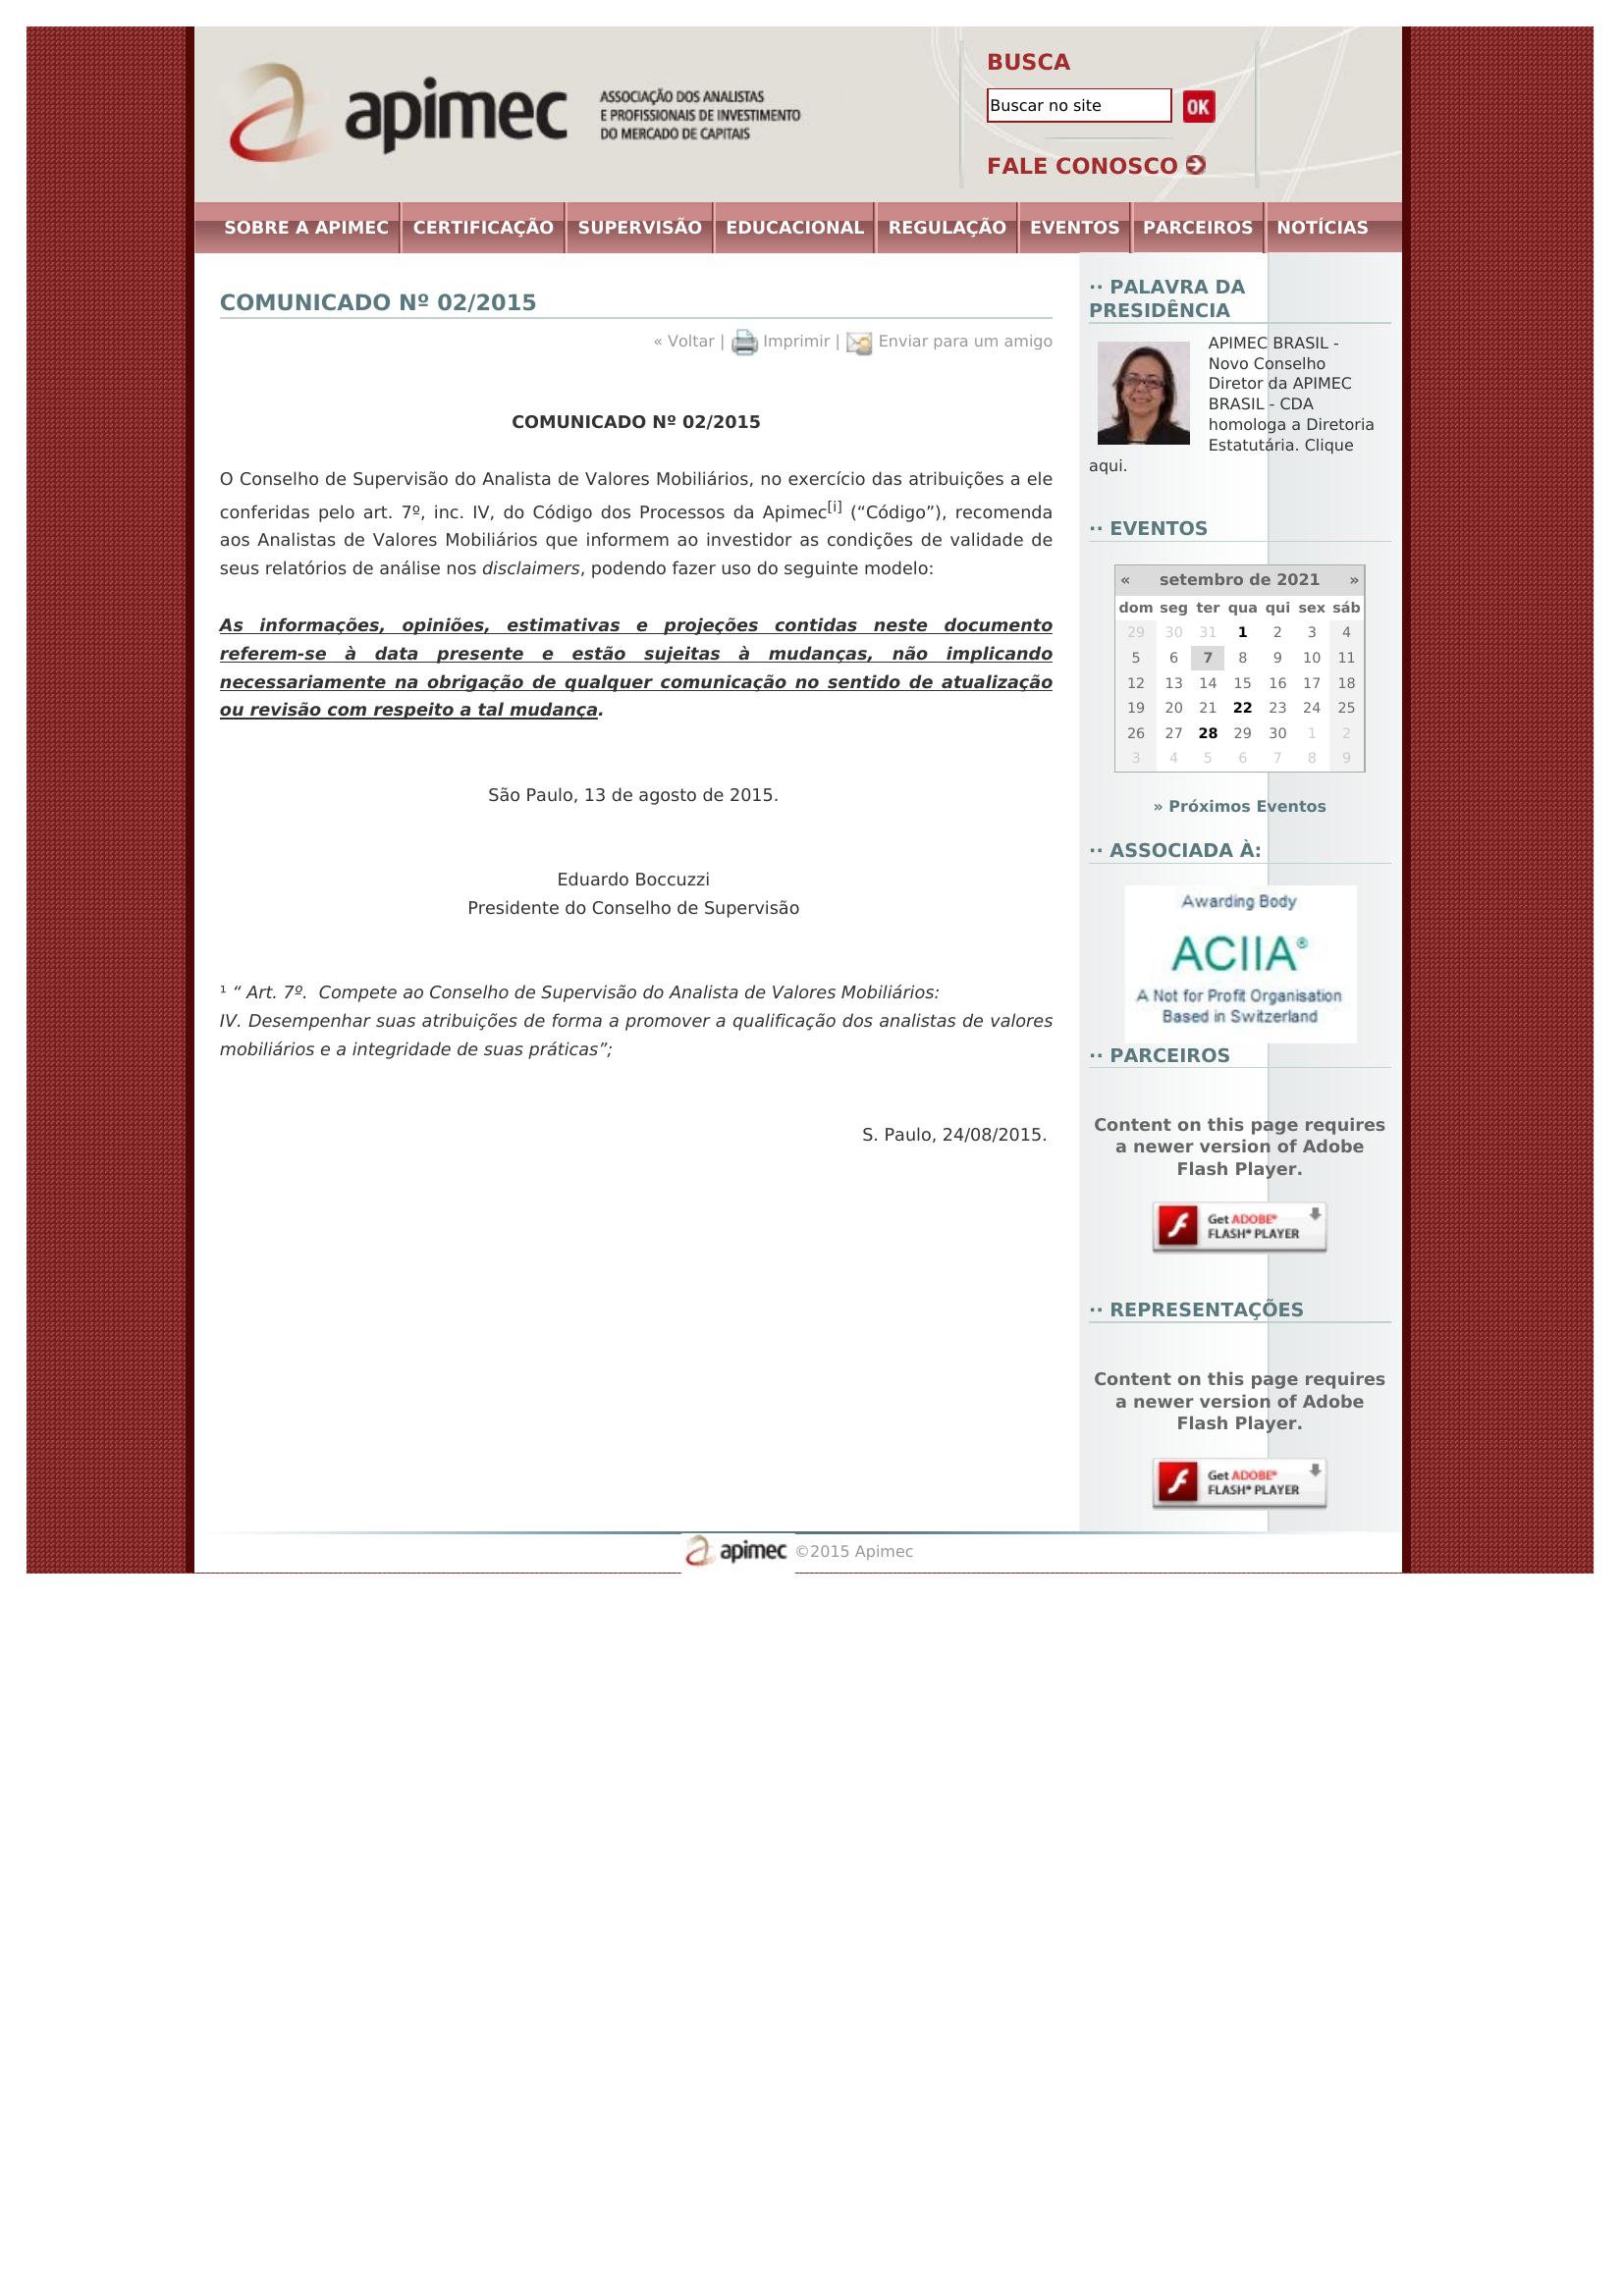 apimec
ASSOCIAÇÃO DOS ANALISTAS
E PROFISSIONAIS DE INVESTIMENTO
DO MERCADO DE CAPITAIS
BUSCA
Buscar no site OK
FALE CONOSCO
SOBRE A APIMEC CERTIFICAÇÃO SUPERVISÃO EDUCACIONAL REGULAÇÃO EVENTOS PARCEIROS NOTÍCIAS
COMUNICADO Nº 02/2015
« Voltar | Imprimir | Enviar para um amigo
COMUNICADO Nº 02/2015
O Conselho de Supervisão do Analista de Valores Mobiliários, no exercício das atribuições a ele
conferidas pelo art. 7º, inc. IV, do Código dos Processos da Apimec[i] (“Código”), recomenda
aos Analistas de Valores Mobiliários que informem ao investidor as condições de validade de
seus relatórios de análise nos disclaimers, podendo fazer uso do seguinte modelo:
As informações, opiniões, estimativas e projeções contidas neste documento
referem-se à data presente e estão sujeitas à mudanças, não implicando
necessariamente na obrigação de qualquer comunicação no sentido de atualização
ou revisão com respeito a tal mudança.
São Paulo, 13 de agosto de 2015.
Eduardo Boccuzzi
Presidente do Conselho de Supervisão
¹ “ Art. 7º.  Compete ao Conselho de Supervisão do Analista de Valores Mobiliários:
IV. Desempenhar suas atribuições de forma a promover a qualificação dos analistas de valores
mobiliários e a integridade de suas práticas”;
S. Paulo, 24/08/2015.
·· PALAVRA DA
PRESIDÊNCIA
APIMEC BRASIL -
Novo Conselho
Diretor da APIMEC
BRASIL - CDA
homologa a Diretoria
Estatutária. Clique
aqui.
·· EVENTOS
« setembro de 2021 »
dom seg ter qua qui sex sáb
29 30 31 1 2 3 4
5 6 7 8 9 10 11
12 13 14 15 16 17 18
19 20 21 22 23 24 25
26 27 28 29 30 1 2
3 4 5 6 7 8 9
» Próximos Eventos
·· ASSOCIADA À:
Awarding Body
ACIIA®
A Not for Profit Organisation
Based in Switzerland
·· PARCEIROS
Content on this page requires
a newer version of Adobe
Flash Player.
Get ADOBE®
FLASH® PLAYER
·· REPRESENTAÇÕES
Content on this page requires
a newer version of Adobe
Flash Player.
Get ADOBE®
FLASH® PLAYER
apimec ©2015 Apimec